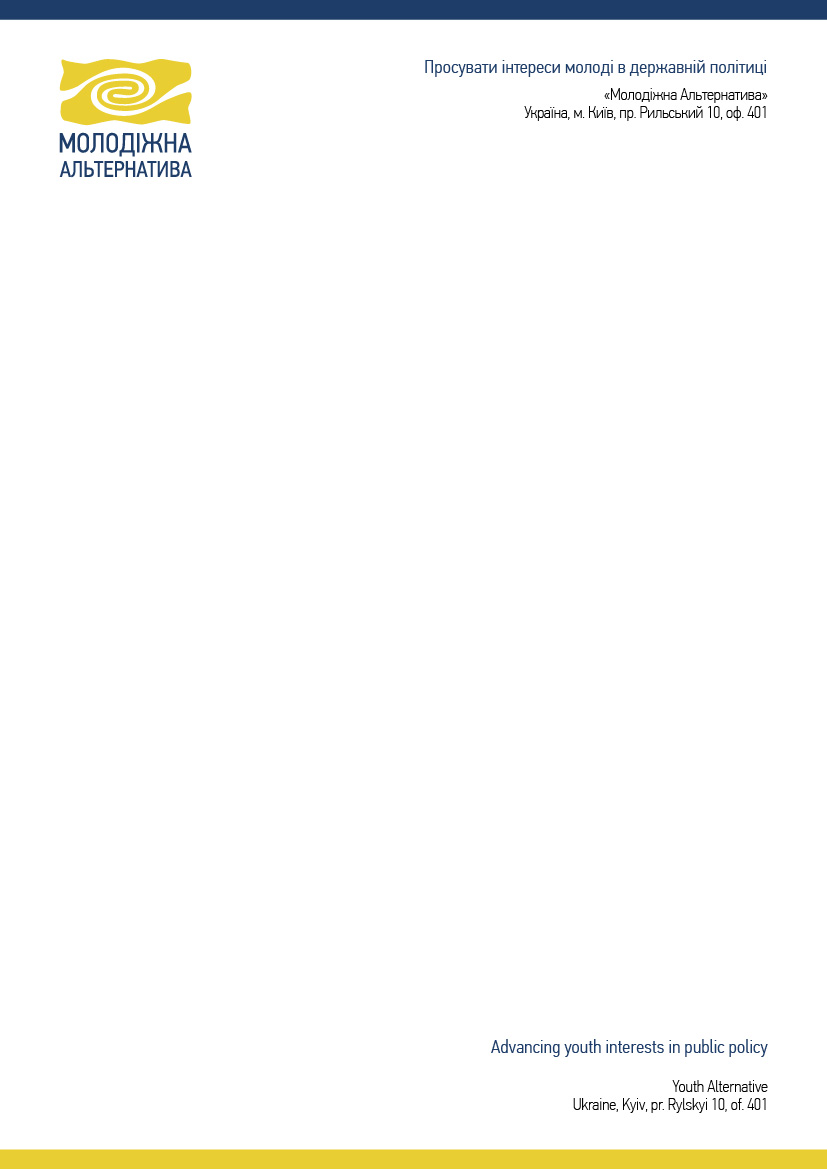 МОЛОДІЖНА
АЛЬТЕРНАТИВА
Просувати інтереси молоді в державній політиці
«Молодіжна Альтернатива»
Україна, м. Київ, пр. Рильський 10, оф. 401
Advancing youth interests in public policy
Youth Alternative
Ukraine, Kyiv, pr. Rylskyi 10, of. 401